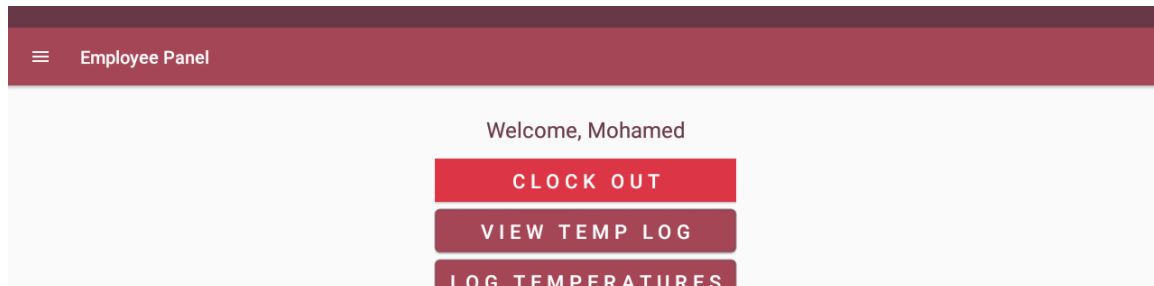 Employee Panel
Welcome, Mohamed
CLOCK OUT
VIEW TEMP LOG
LOG TEMPERATURES